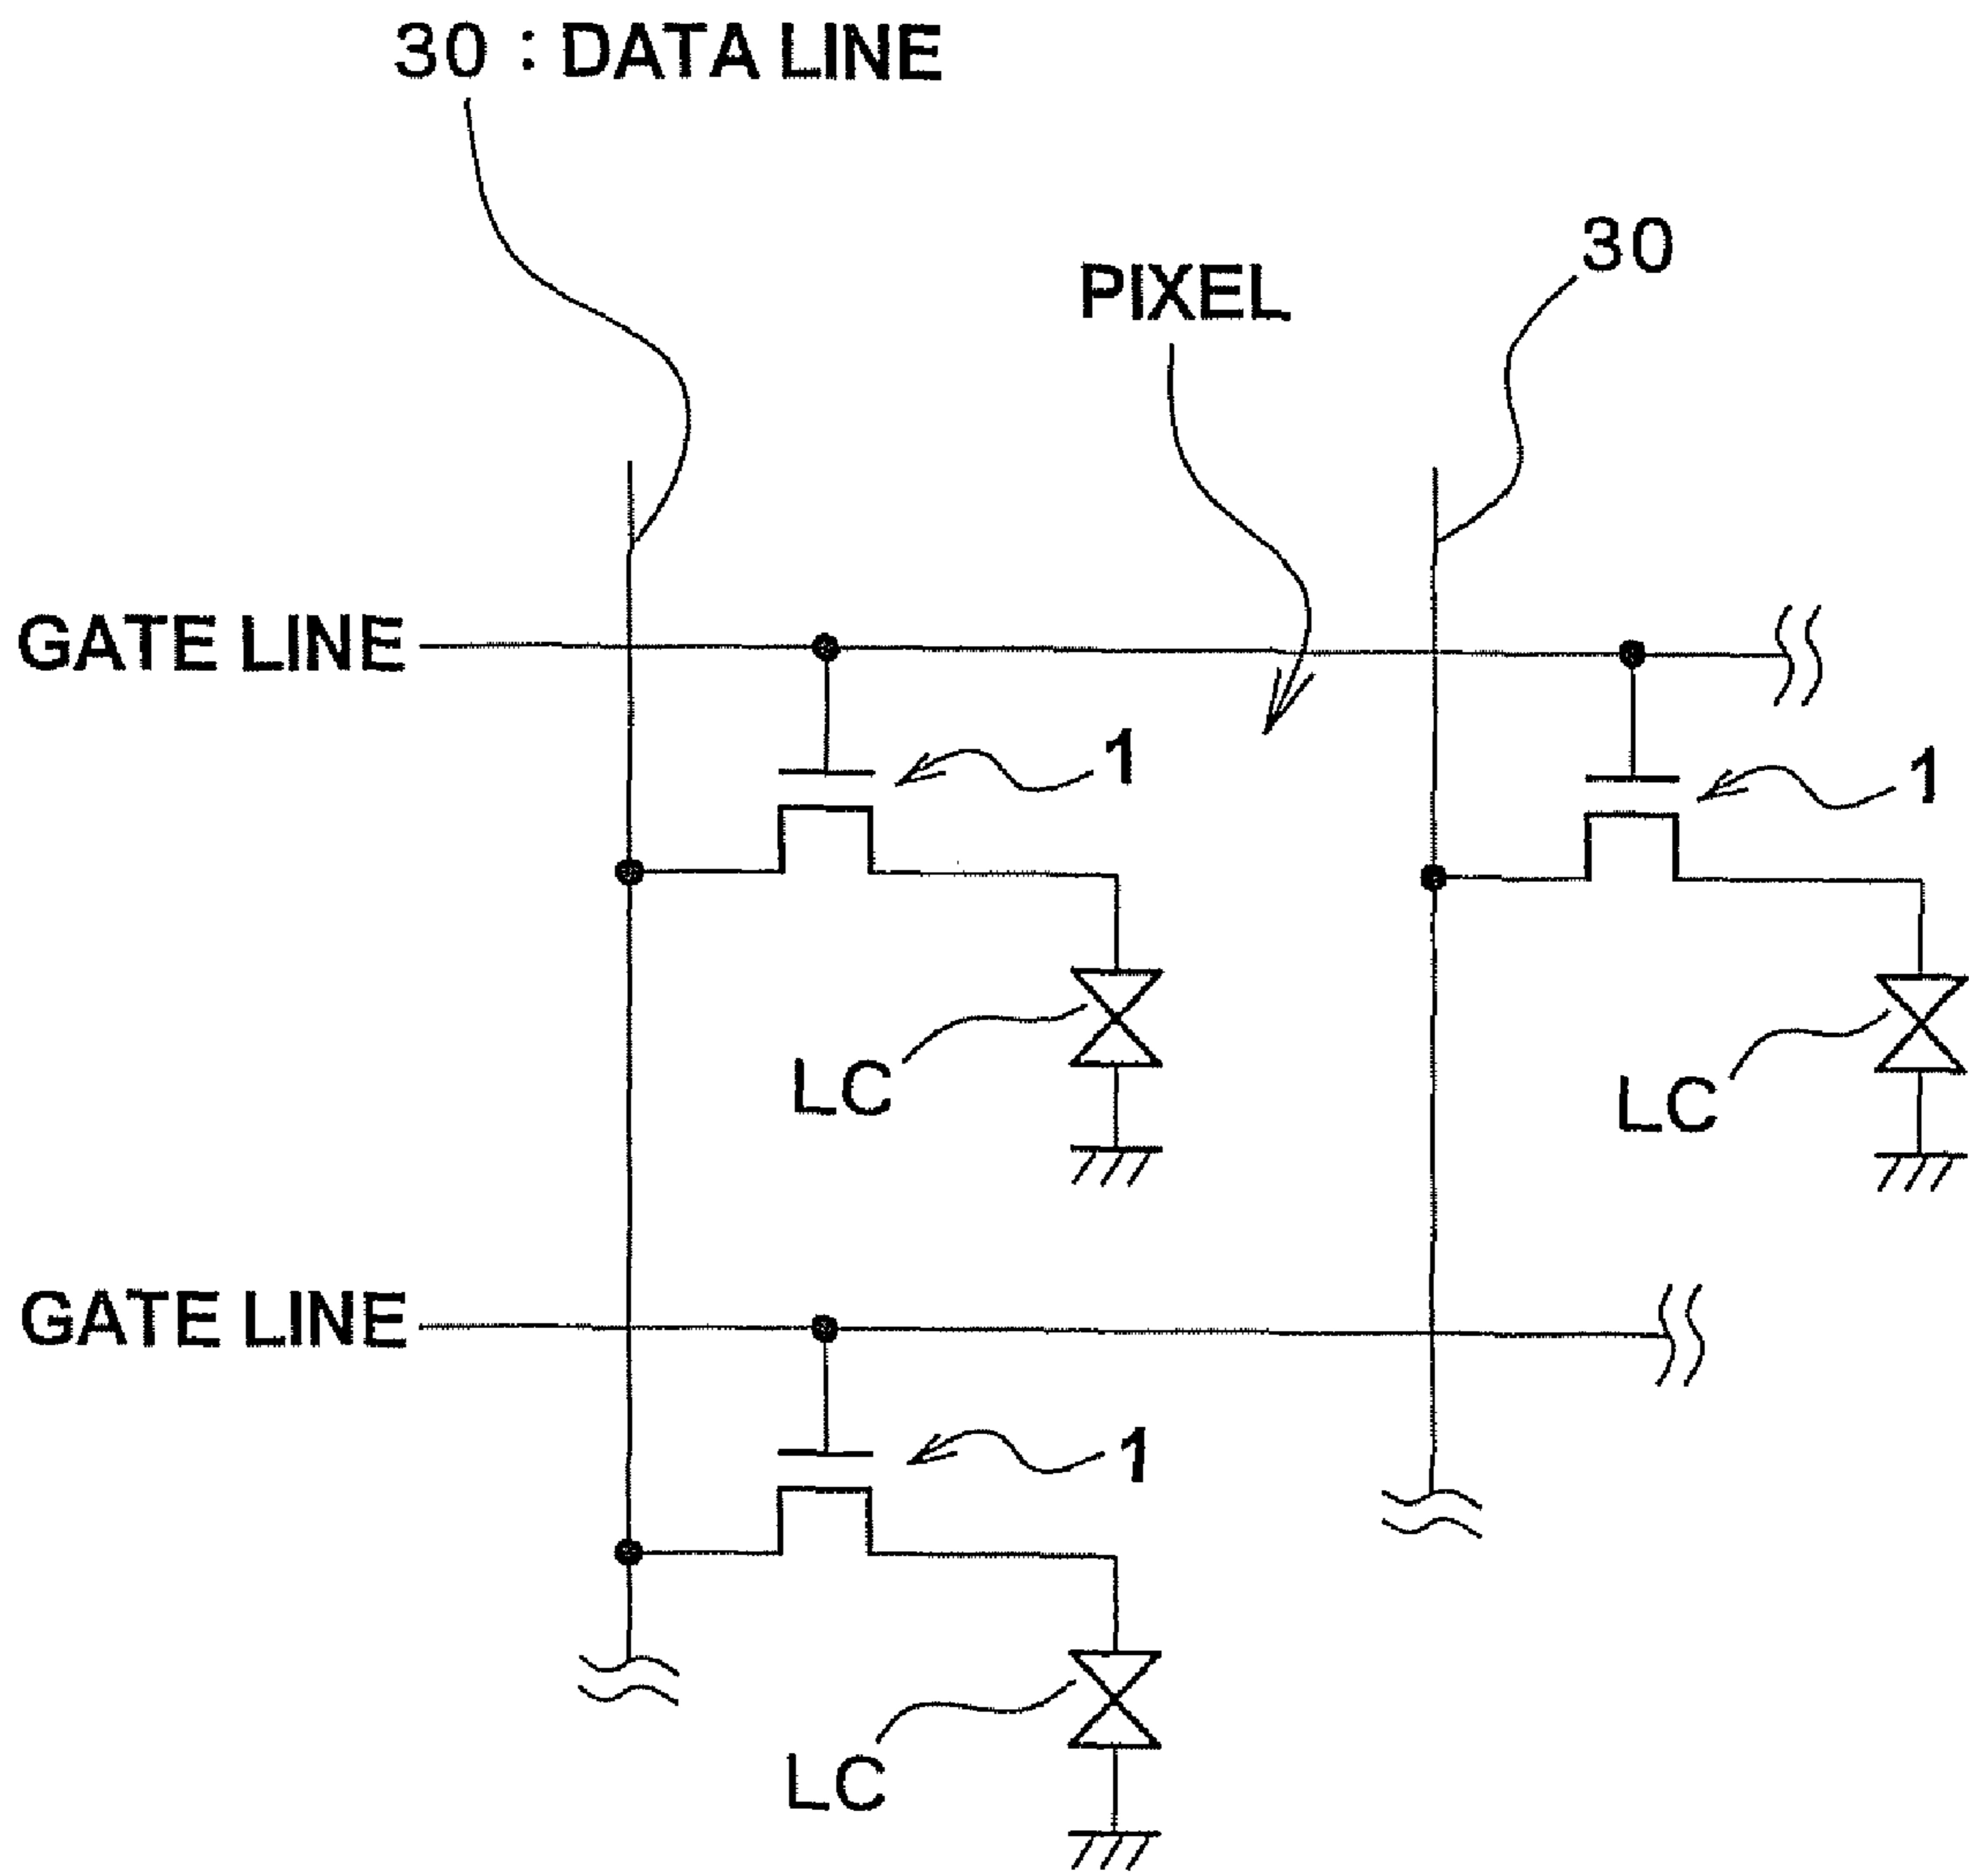 30 : DATA LINE
30
PIXEL
GATE LINE
1
1
LC
LC
GATE LINE
1
LC